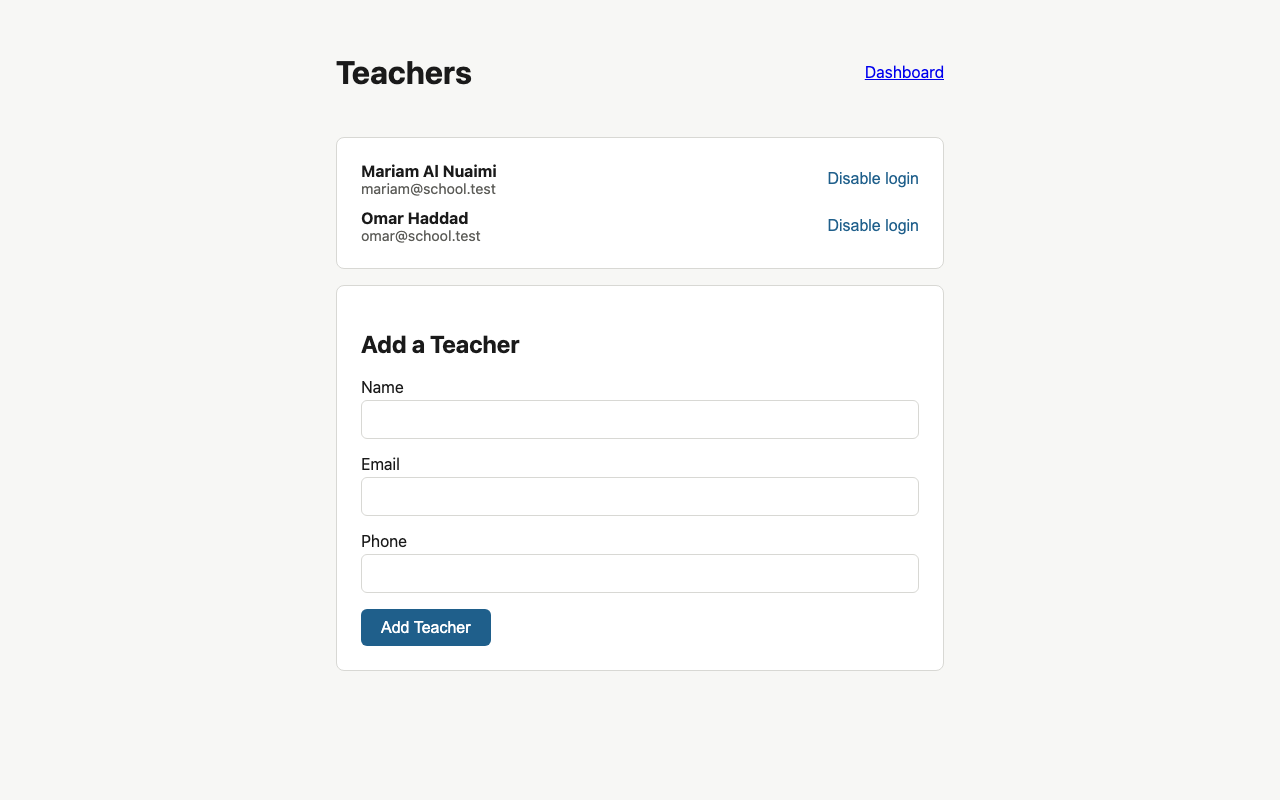 Teachers
Dashboard
Mariam Al Nuaimi
mariam@school.test
Disable login
Omar Haddad
omar@school.test
Disable login
Add a Teacher
Name
Email
Phone
Add Teacher